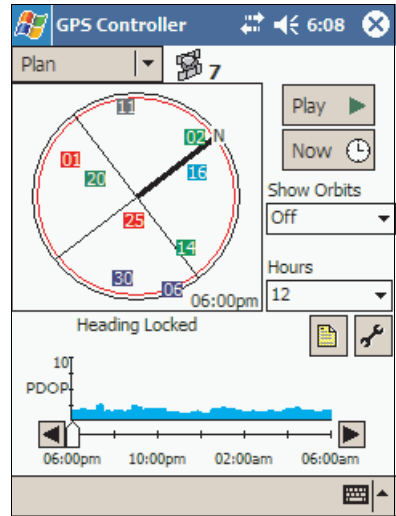 GPS Controller 6:08
Plan 7
11
02 N
01
16
20
25
14
30
06
06:00pm
Heading Locked
Play
Now
Show Orbits
Off
Hours
12
10
PDOP
06:00pm 10:00pm 02:00am 06:00am